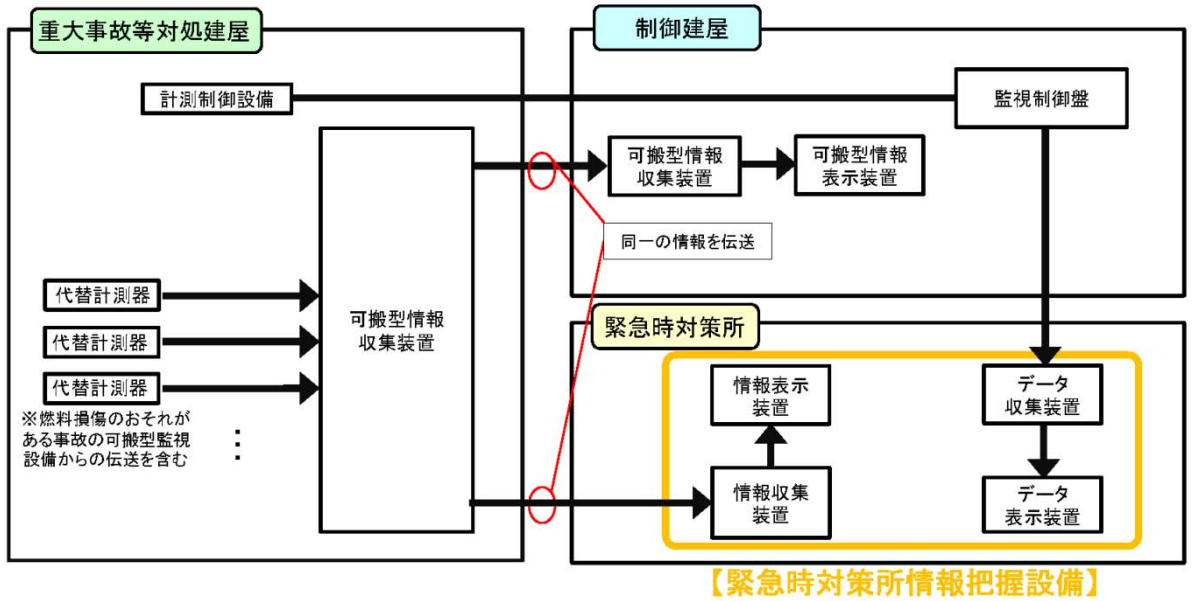 重大事故等対処建屋
計測制御設備
代替計測器
代替計測器
代替計測器
※燃料損傷のおそれが
ある事故の可搬型監視
設備からの伝送を含む
可搬型情報
収集装置
制御建屋
監視制御盤
可搬型情報
収集装置
可搬型情報
表示装置
同一の情報を伝送
緊急時対策所
情報表示
装置
情報収集
装置
データ
収集装置
データ
表示装置
【緊急時対策所情報把握設備】